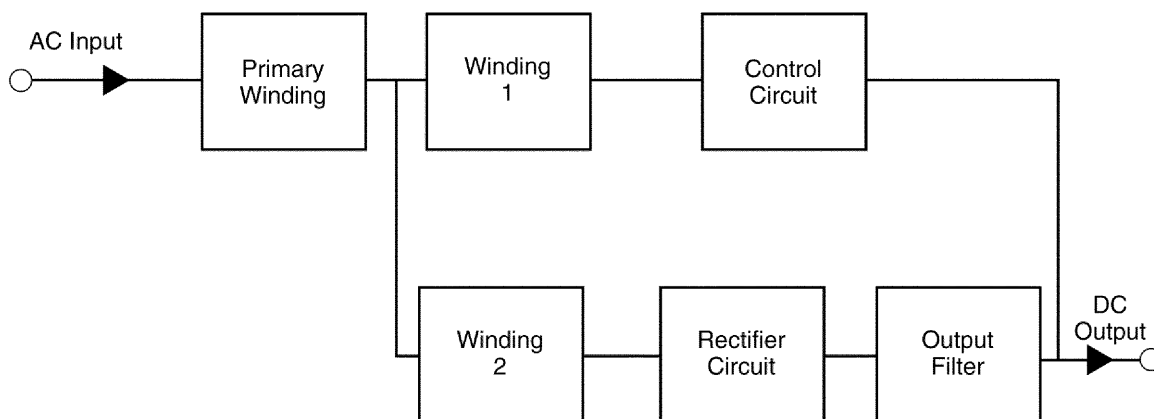 AC Input
Primary
Winding
Winding
1
Control
Circuit
Winding
2
Rectifier
Circuit
Output
Filter
DC
Output